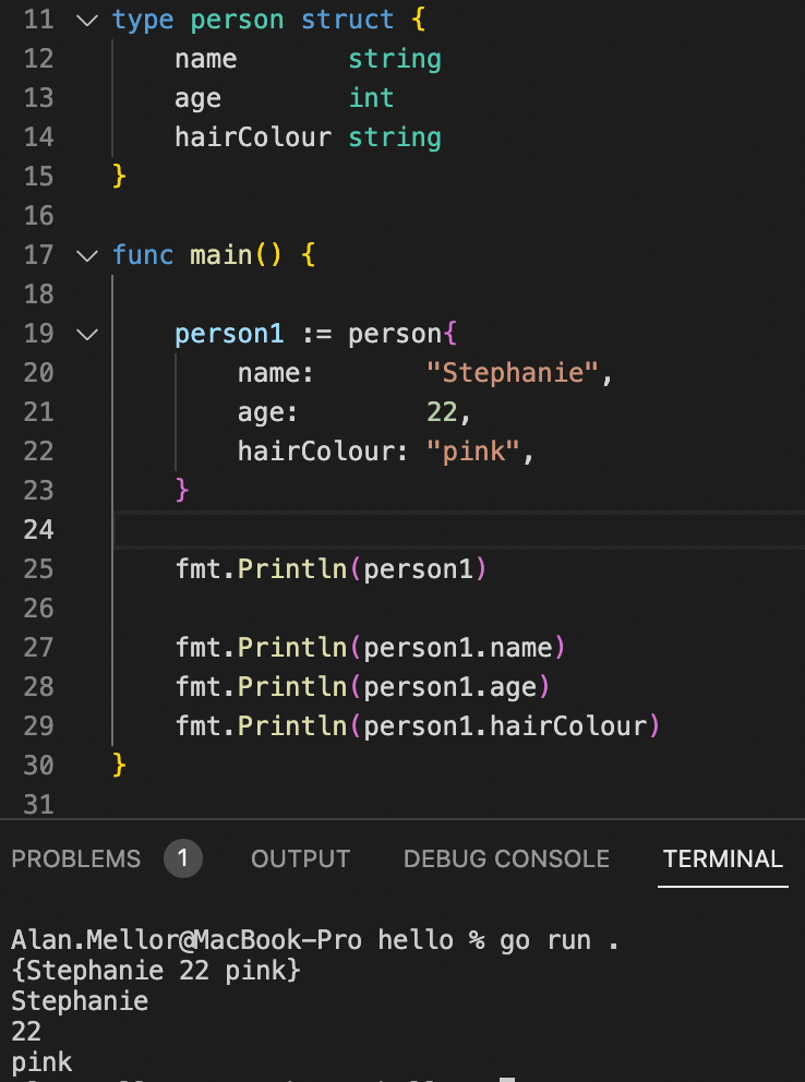 11 type person struct {
12 name string
13 age int
14 hairColour string
15 }
16
17 func main() {
18
19 person1 := person{
20 name: "Stephanie",
21 age: 22,
22 hairColour: "pink",
23 }
24
25 fmt.Println(person1)
26
27 fmt.Println(person1.name)
28 fmt.Println(person1.age)
29 fmt.Println(person1.hairColour)
30 }
31
PROBLEMS 1 OUTPUT DEBUG CONSOLE TERMINAL
Alan.Mellor@MacBook-Pro hello % go run .
{Stephanie 22 pink}
Stephanie
22
pink